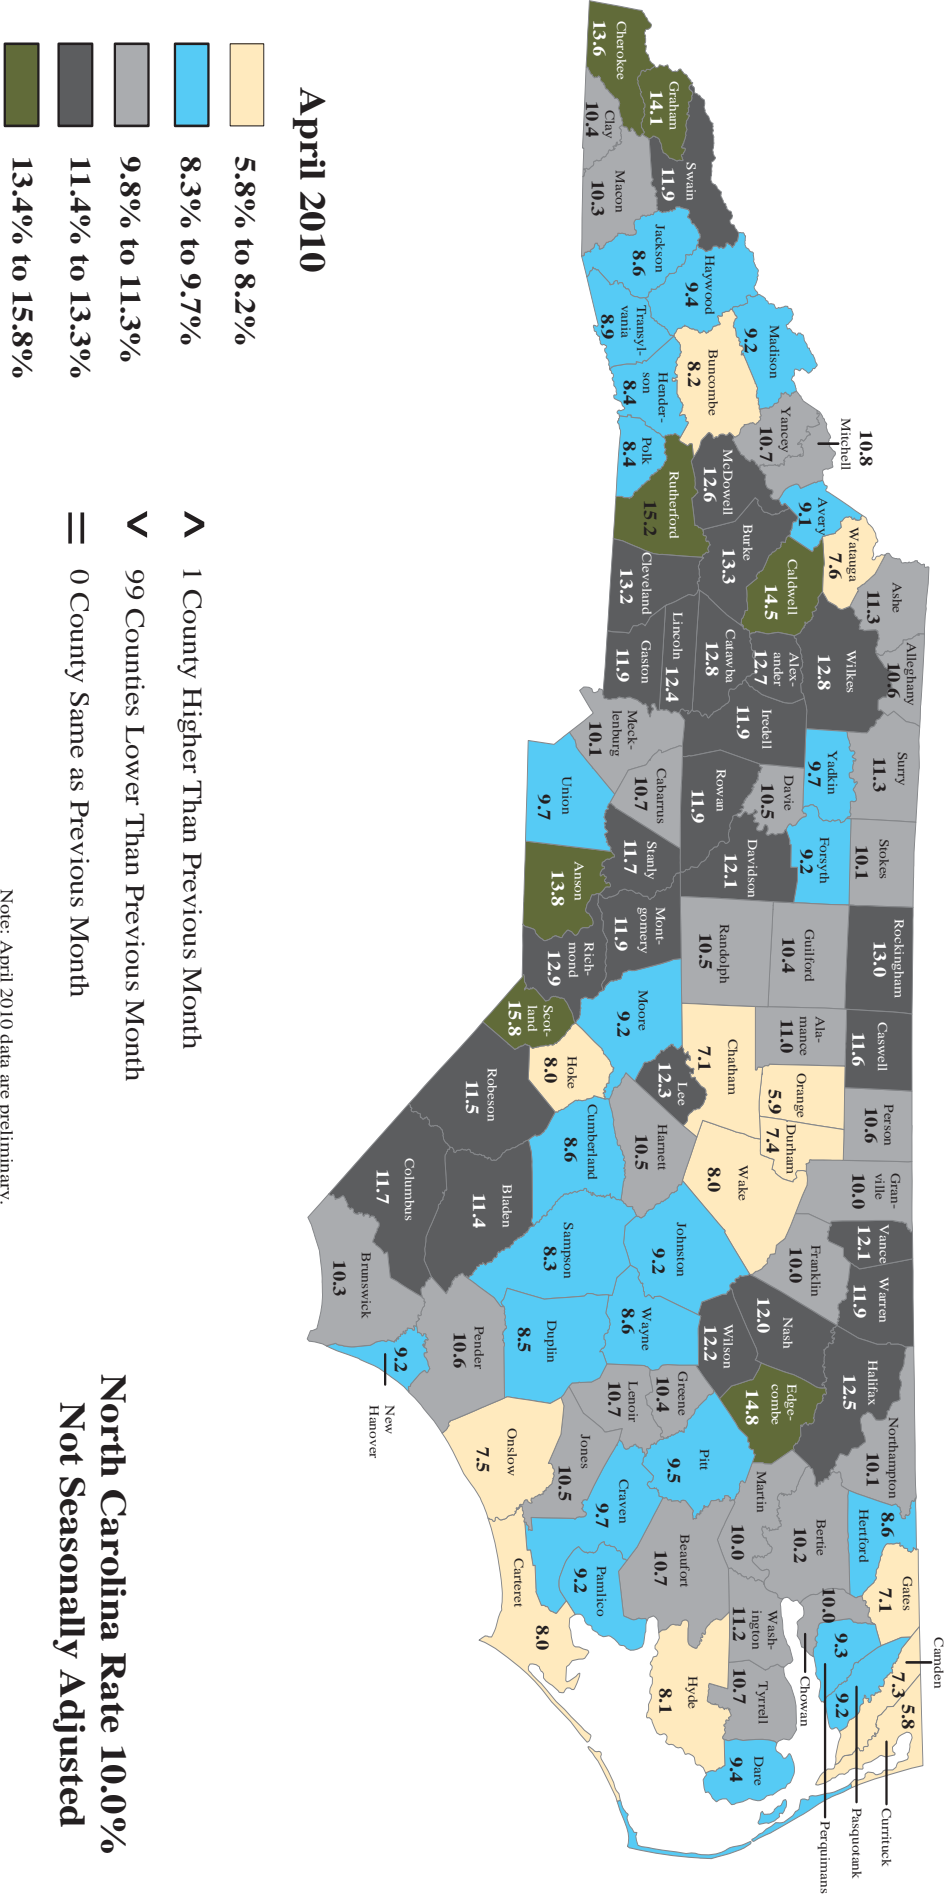 April 2010
5.8% to 8.2%
8.3% to 9.7%
9.8% to 11.3%
11.4% to 13.3%
13.4% to 15.8%
∧ 1 County Higher Than Previous Month
∨ 99 Counties Lower Than Previous Month
= 0 County Same as Previous Month
Note: April 2010 data are preliminary.
North Carolina Rate 10.0%
Not Seasonally Adjusted
Cherokee
13.6
Graham
14.1
Clay
10.4
Swain
11.9
Macon
10.3
Jackson
8.6
Haywood
9.4
Transyl-
vania
8.9
Madison
9.2
Buncombe
8.2
Hender-
son
8.4
Polk
8.4
Yancey
10.7
10.8
Mitchell
McDowell
12.6
Rutherford
15.2
Avery
9.1
Watauga
7.6
Burke
13.3
Caldwell
14.5
Cleveland
13.2
Ashe
11.3
Alleghany
10.6
Wilkes
12.8
Alex-
ander
12.7
Catawba
12.8
Lincoln
12.4
Gaston
11.9
Iredell
11.9
Meck-
lenburg
10.1
Surry
11.3
Yadkin
9.7
Davie
10.5
Rowan
11.9
Cabarrus
10.7
Union
9.7
Stokes
10.1
Forsyth
9.2
Davidson
12.1
Stanly
11.7
Anson
13.8
Rockingham
13.0
Guilford
10.4
Randolph
10.5
Mont-
gomery
11.9
Rich-
mond
12.9
Scot-
land
15.8
Moore
9.2
Hoke
8.0
Caswell
11.6
Ala-
mance
11.0
Orange
5.9
Chatham
7.1
Lee
12.3
Person
10.6
Durham
7.4
Harnett
10.5
Robeson
11.5
Cumberland
8.6
Gran-
ville
10.0
Wake
8.0
Vance
12.1
Warren
11.9
Franklin
10.0
Johnston
9.2
Sampson
8.3
Bladen
11.4
Columbus
11.7
Brunswick
10.3
9.2
New
Hanover
Pender
10.6
Duplin
8.5
Wayne
8.6
Wilson
12.2
Nash
12.0
Halifax
12.5
Northampton
10.1
Edge-
combe
14.8
Greene
10.4
Lenoir
10.7
Pitt
9.5
Jones
10.5
Onslow
7.5
Craven
9.7
Carteret
8.0
Pamlico
9.2
Beaufort
10.7
Martin
10.0
Bertie
10.2
8.6
Hertford
Gates
7.1
10.0
Chowan
9.3
Perquimans
9.2
Pasquotank
7.3
Camden
5.8
Currituck
Wash-
ington
11.2
Tyrrell
10.7
Hyde
8.1
Dare
9.4